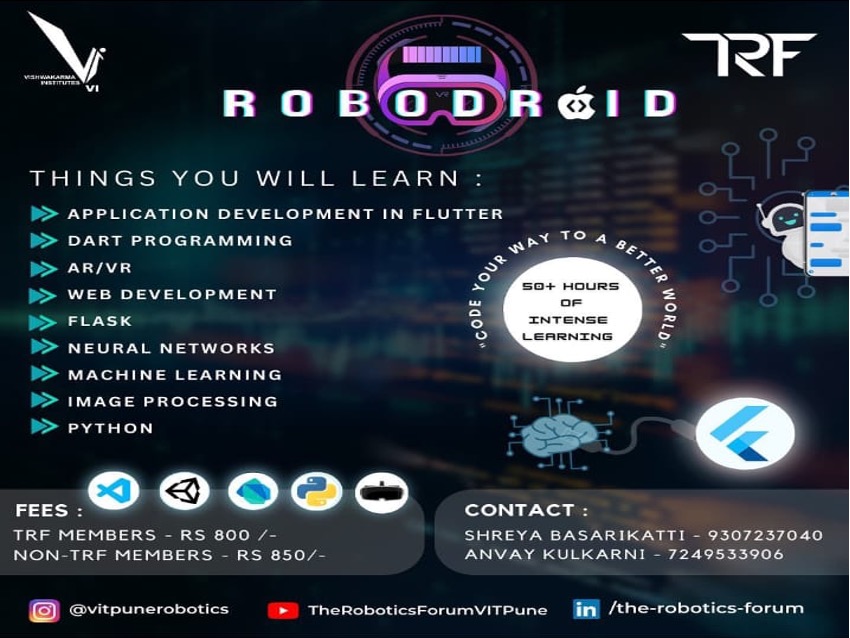 VISHWAKARMA
INSTITUTES
VI
TRF
ROBODROID
THINGS YOU WILL LEARN :
APPLICATION DEVELOPMENT IN FLUTTER
DART PROGRAMMING
AR/VR
WEB DEVELOPMENT
FLASK
NEURAL NETWORKS
MACHINE LEARNING
IMAGE PROCESSING
PYTHON
"CODE YOUR WAY TO A BETTER WORLD"
50+ HOURS
OF
INTENSE
LEARNING
FEES :
TRF MEMBERS - RS 800 /-
NON-TRF MEMBERS - RS 850/-
CONTACT :
SHREYA BASARIKATTI - 9307237040
ANVAY KULKARNI - 7249533906
@vitpunerobotics
TheRoboticsForumVITPune
in /the-robotics-forum